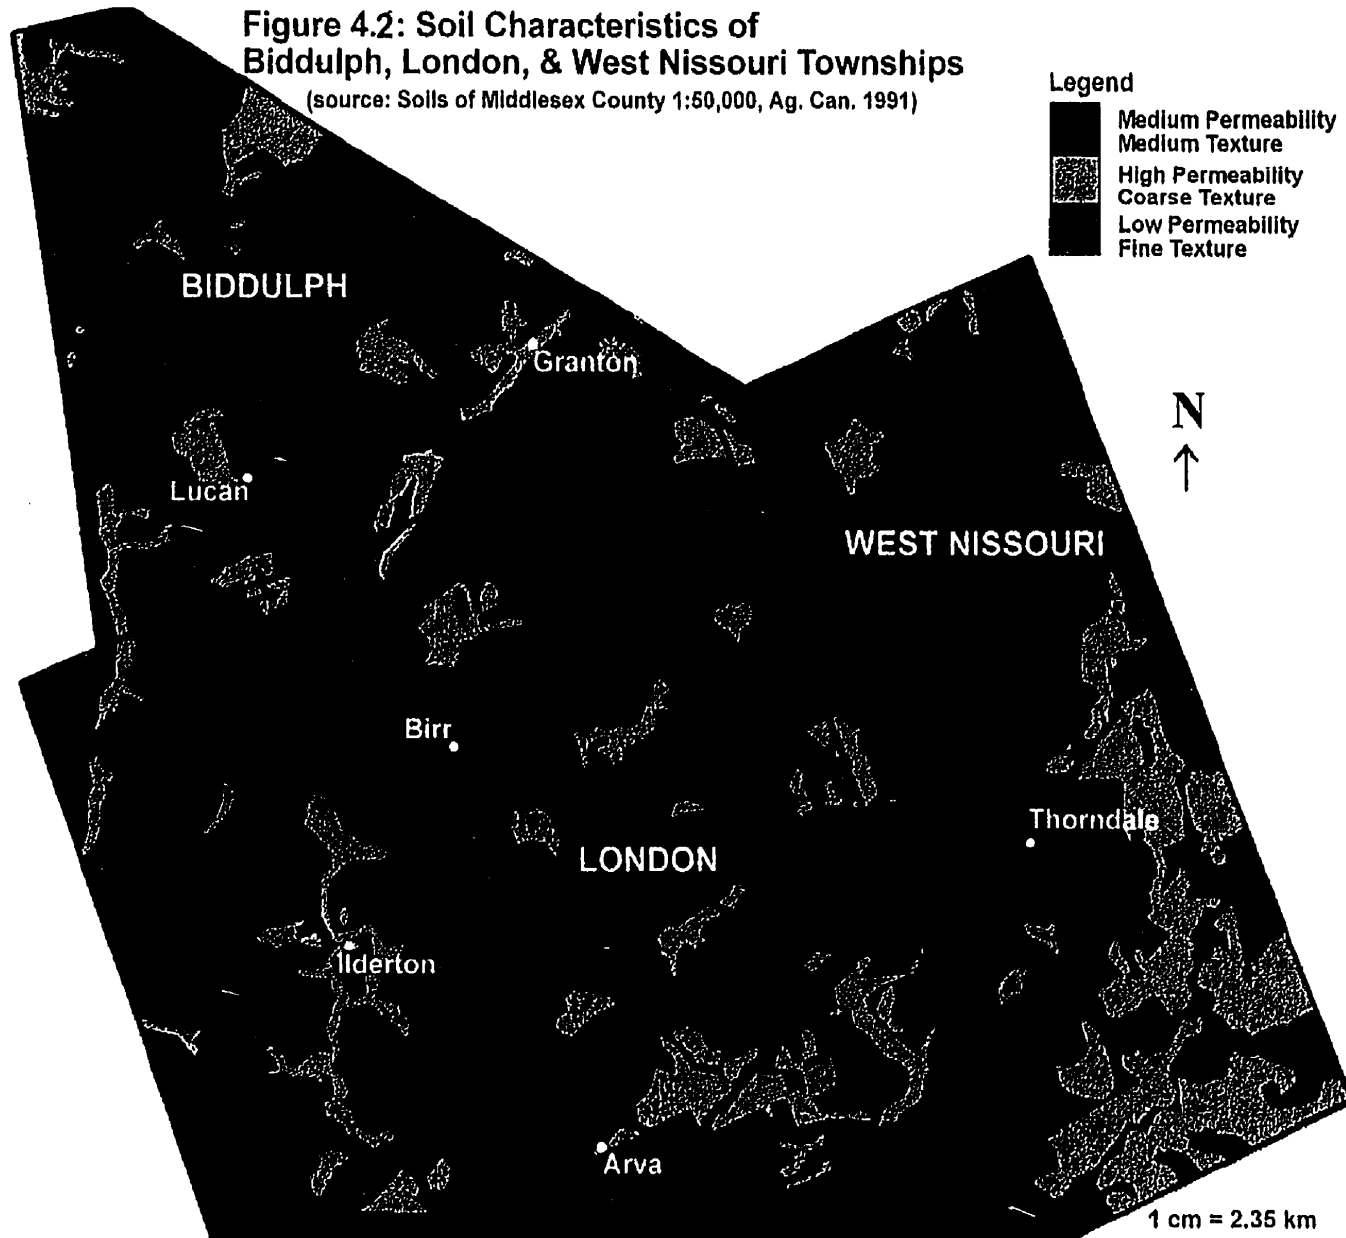 Figure 4.2: Soil Characteristics of
Biddulph, London, & West Nissouri Townships
(source: Soils of Middlesex County 1:50,000, Ag. Can. 1991)
Legend
Medium Permeability
Medium Texture
High Permeability
Coarse Texture
Low Permeability
Fine Texture
BIDDULPH
Granton
N
Lucan
WEST NISSOURI
Birr
Thorndale
LONDON
Ilderton
Arva
1 cm = 2.35 km